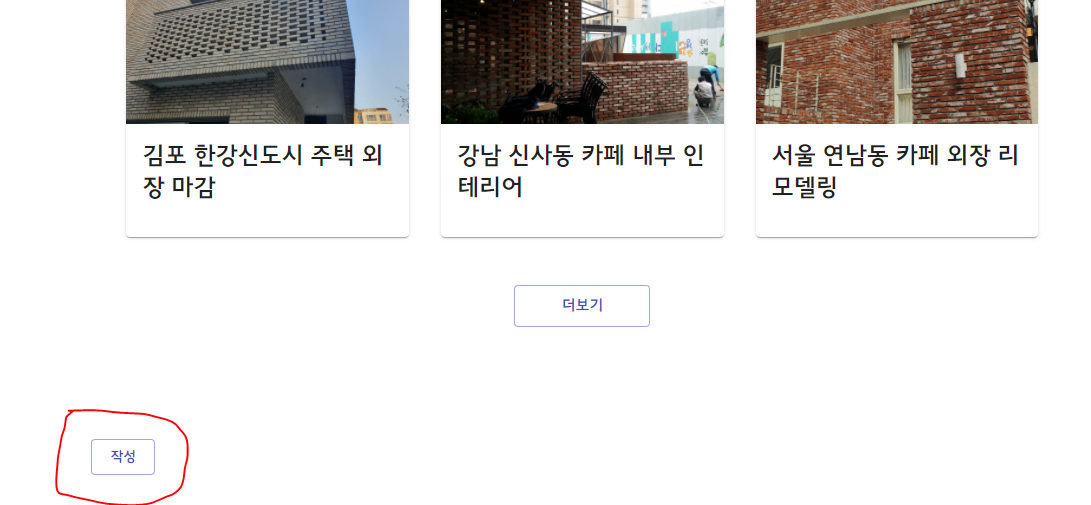 김포 한강신도시 주택 외
장 마감
강남 신사동 카페 내부 인
테리어
서울 연남동 카페 외장 리
모델링
더보기
작성